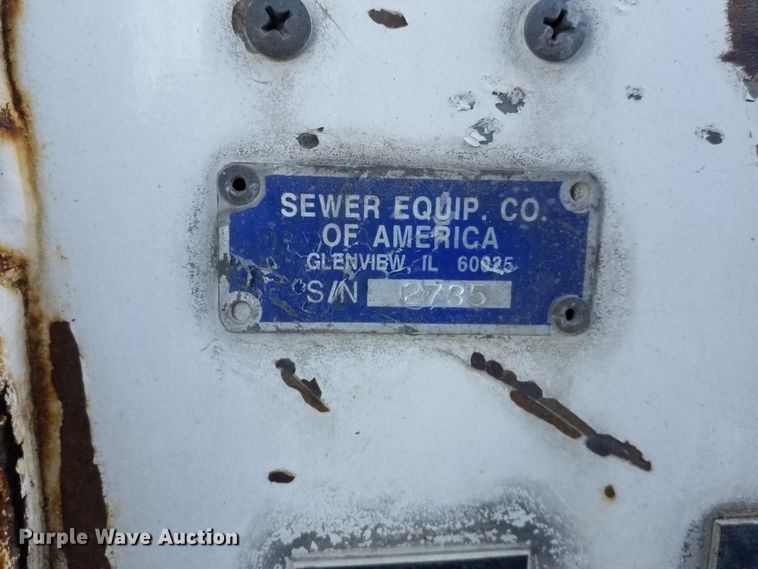 SEWER EQUIP. CO.
OF AMERICA
GLENVIEW, IL 60025
S/N 2735
Purple Wave Auction